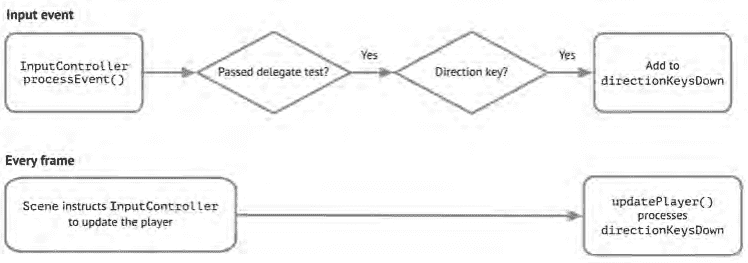 Input event
InputController
processEvent()
Passed delegate test?
Yes
Direction key?
Yes
Add to
directionKeysDown
Every frame
Scene instructs InputController
to update the player
updatePlayer()
processes
directionKeysDown